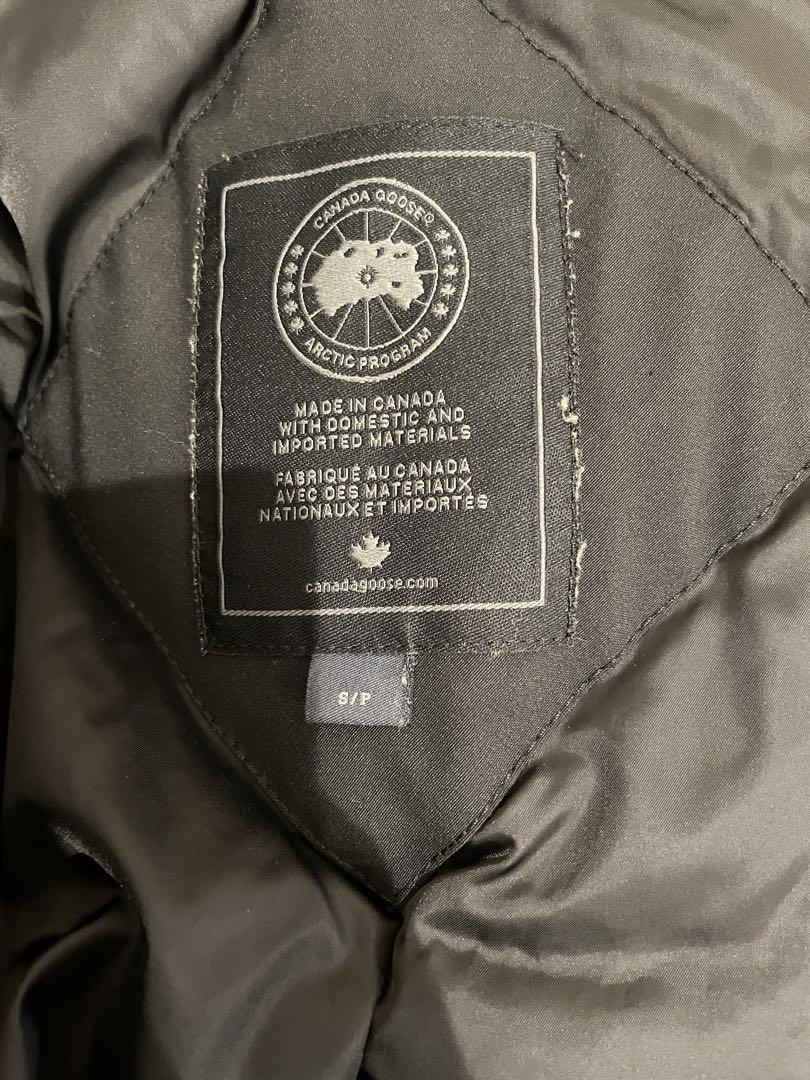 CANADA GOOSE®
ARCTIC PROGRAM
MADE IN CANADA
WITH DOMESTIC AND
IMPORTED MATERIALS
FABRIQUÉ AU CANADA
AVEC DES MATERIAUX
NATIONAUX ET IMPORTÉS
canadagoose.com
S/P